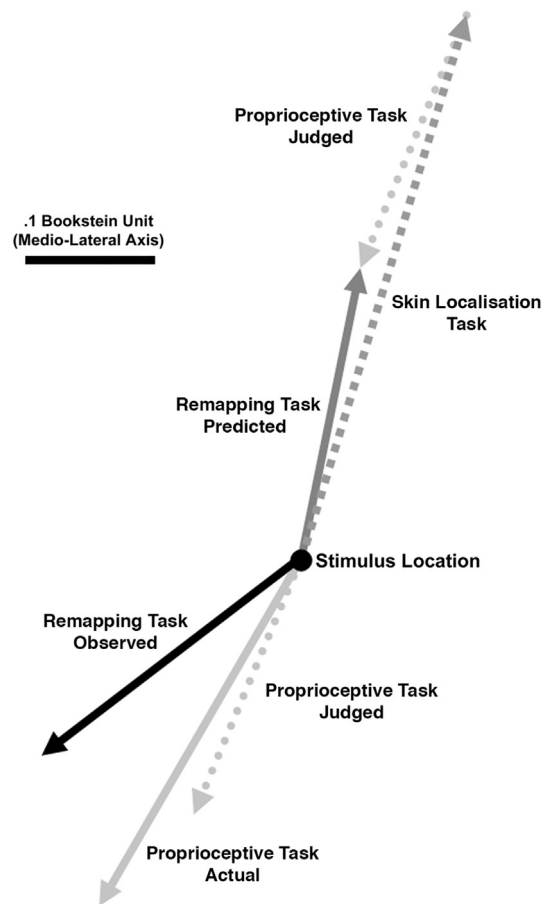 Proprioceptive Task
Judged
.1 Bookstein Unit
(Medio-Lateral Axis)
Skin Localisation
Task
Remapping Task
Predicted
Stimulus Location
Remapping Task
Observed
Proprioceptive Task
Judged
Proprioceptive Task
Actual